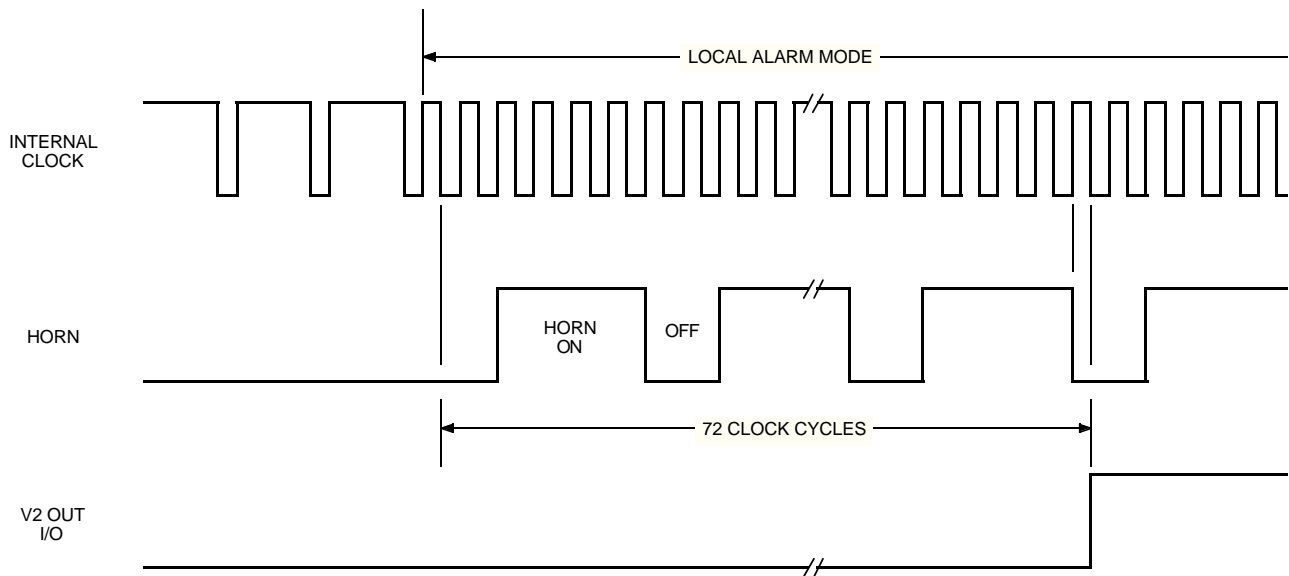 LOCAL ALARM MODE
INTERNAL
CLOCK
HORN
HORN
ON
OFF
72 CLOCK CYCLES
V2 OUT
I/O